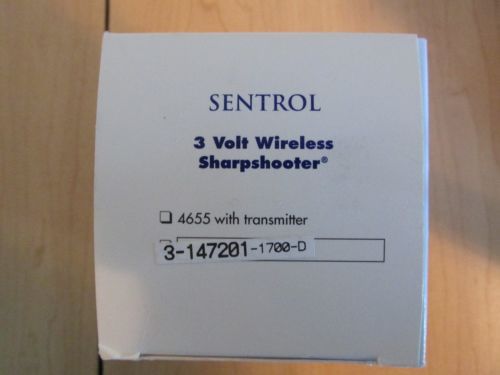 SENTROL
3 Volt Wireless
Sharpshooter®
4655 with transmitter
3-147201-1700-D